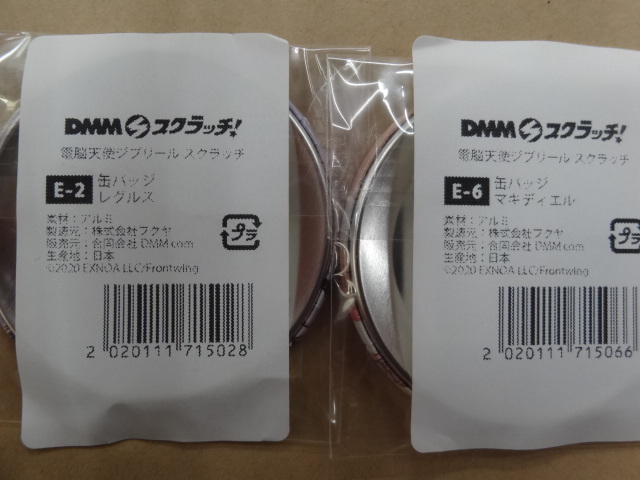 DMM スクラッチ!
電脳天使ジブリール スクラッチ
E-2 缶バッジ
レグルス
素材：アルミ
製造元：株式会社フクヤ
販売元：合同会社 DMM.com
生産地：日本
©2020 EXNOA LLC/Frontwing
プラ
2 020111 715028
DMM スクラッチ!
電脳天使ジブリール スクラッチ
E-6 缶バッジ
マキディエル
素材：アルミ
製造元：株式会社フクヤ
販売元：合同会社 DMM.com
生産地：日本
©2020 EXNOA LLC/Frontwing
プラ
2 020111 715066